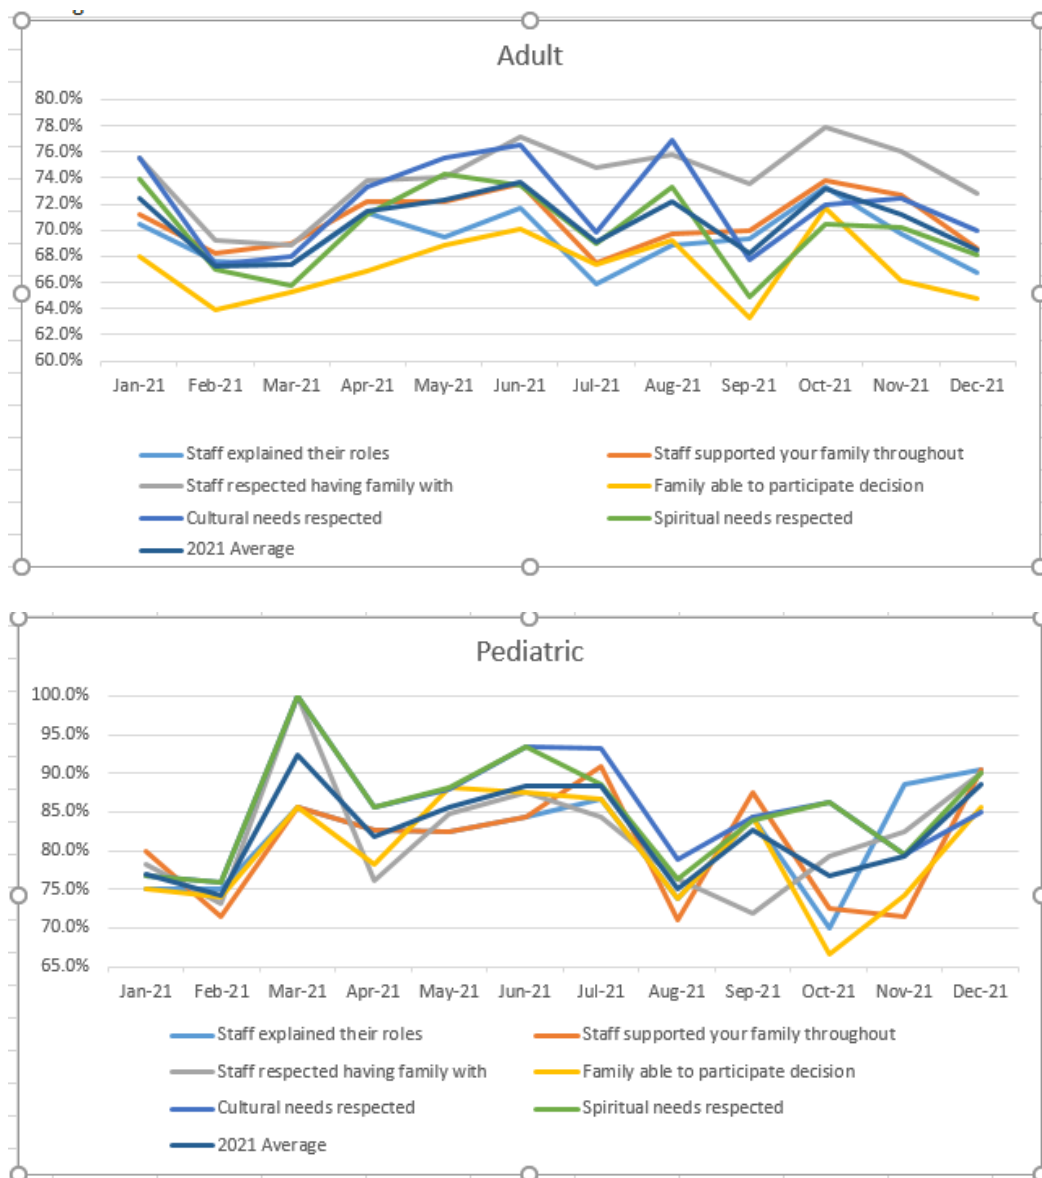 Adult
80.0%
78.0%
76.0%
74.0%
72.0%
70.0%
68.0%
66.0%
64.0%
62.0%
60.0%
Jan-21 Feb-21 Mar-21 Apr-21 May-21 Jun-21 Jul-21 Aug-21 Sep-21 Oct-21 Nov-21 Dec-21
Staff explained their roles Staff supported your family throughout
Staff respected having family with Family able to participate decision
Cultural needs respected Spiritual needs respected
2021 Average
Pediatric
100.0%
95.0%
90.0%
85.0%
80.0%
75.0%
70.0%
65.0%
Jan-21 Feb-21 Mar-21 Apr-21 May-21 Jun-21 Jul-21 Aug-21 Sep-21 Oct-21 Nov-21 Dec-21
Staff explained their roles Staff supported your family throughout
Staff respected having family with Family able to participate decision
Cultural needs respected Spiritual needs respected
2021 Average